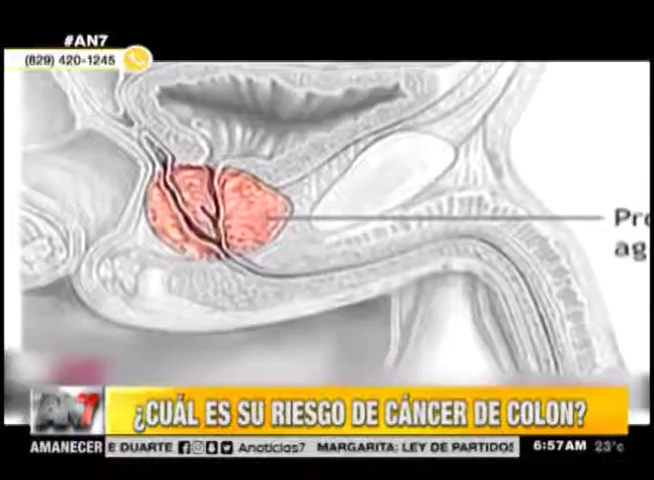 #AN7
(829) 420-1245
Pro
ag
AN7
¿CUÁL ES SU RIESGO DE CÁNCER DE COLON?
AMANECER
E DUARTE
Anoticias7
MARGARITA: LEY DE PARTIDOS
6:57AM
23°c